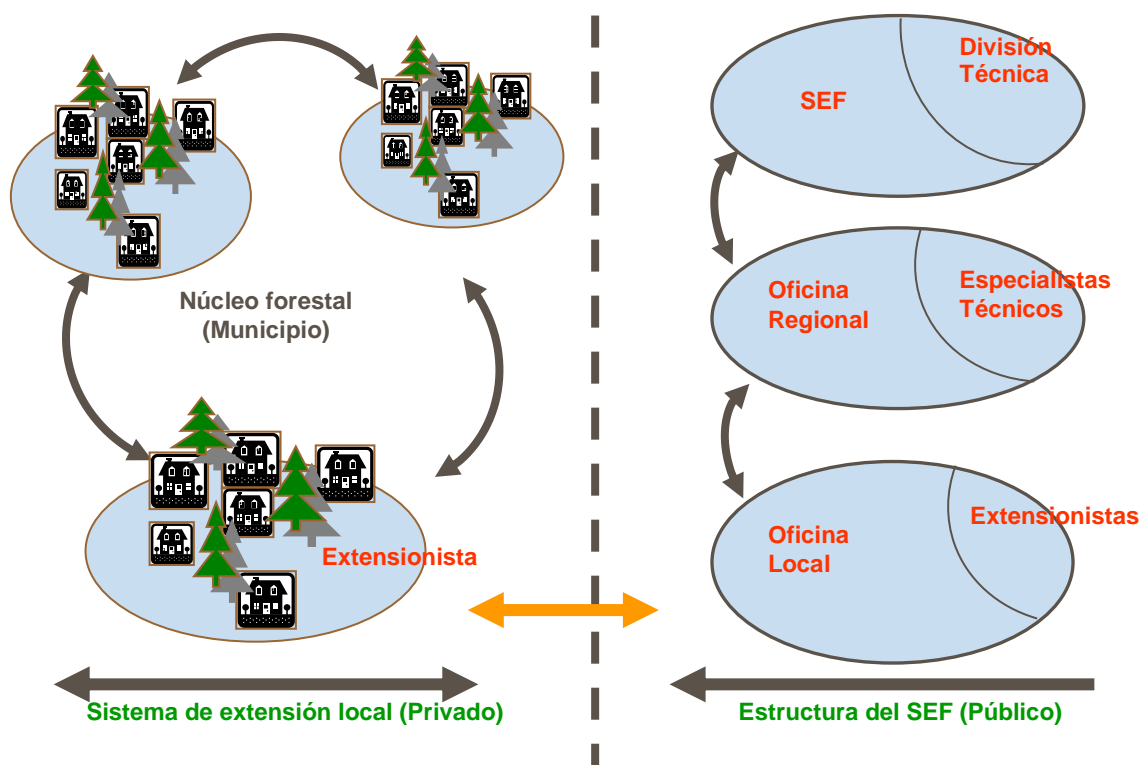 Núcleo forestal
(Municipio)
Extensionista
Sistema de extensión local (Privado)
División
Técnica
SEF
Oficina
Regional
Especialistas
Técnicos
Oficina
Local
Extensionistas
Estructura del SEF (Público)